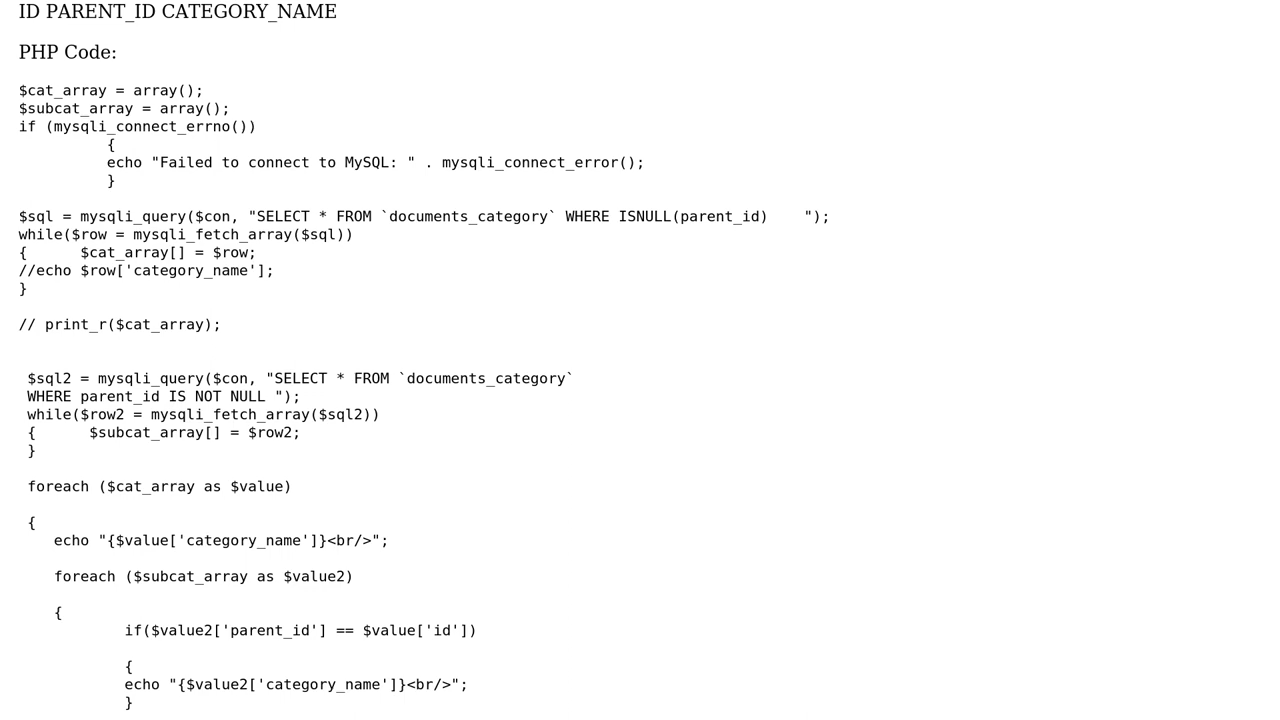 ID PARENT_ID CATEGORY_NAME
PHP Code:
$cat_array = array();
$subcat_array = array();
if (mysqli_connect_errno())
{
echo "Failed to connect to MySQL: " . mysqli_connect_error();
}
$sql = mysqli_query($con, "SELECT * FROM `documents_category` WHERE ISNULL(parent_id)    ");
while($row = mysqli_fetch_array($sql))
{      $cat_array[] = $row;
//echo $row['category_name'];
}
// print_r($cat_array);
$sql2 = mysqli_query($con, "SELECT * FROM `documents_category`
WHERE parent_id IS NOT NULL ");
while($row2 = mysqli_fetch_array($sql2))
{      $subcat_array[] = $row2;
}
foreach ($cat_array as $value)
{
echo "{$value['category_name']}<br/>";
foreach ($subcat_array as $value2)
{
if($value2['parent_id'] == $value['id'])
{
echo "{$value2['category_name']}<br/>";
}